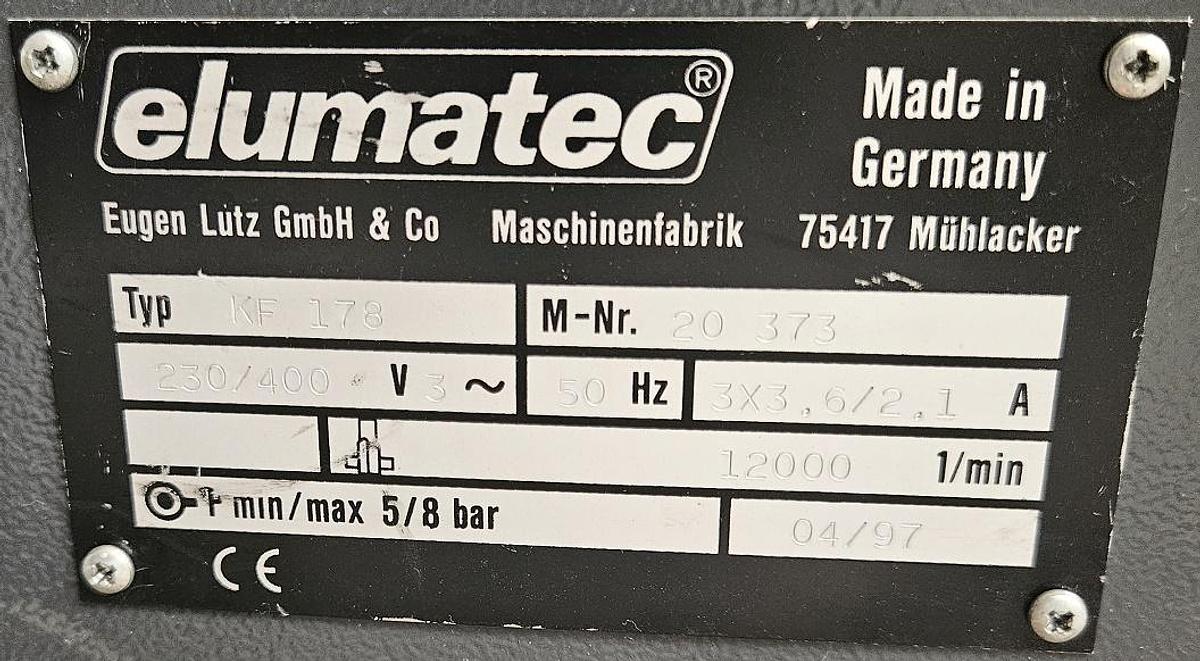 elumatec®
Made in
Germany
Eugen Lutz GmbH & Co Maschinenfabrik 75417 Mühlacker
Typ KF 178 M-Nr. 20 373
230/400 V 3 ~ 50 Hz 3X3,6/2,1 A
12000 1/min
min/max 5/8 bar 04/97
CE